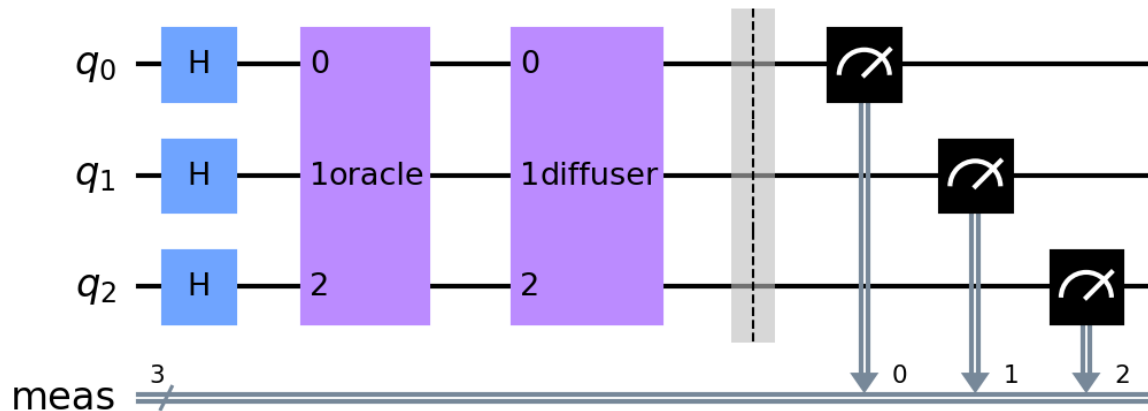 q0 H 0 0
q1 H 1oracle 1diffuser
q2 H 2 2
meas 3 0 1 2